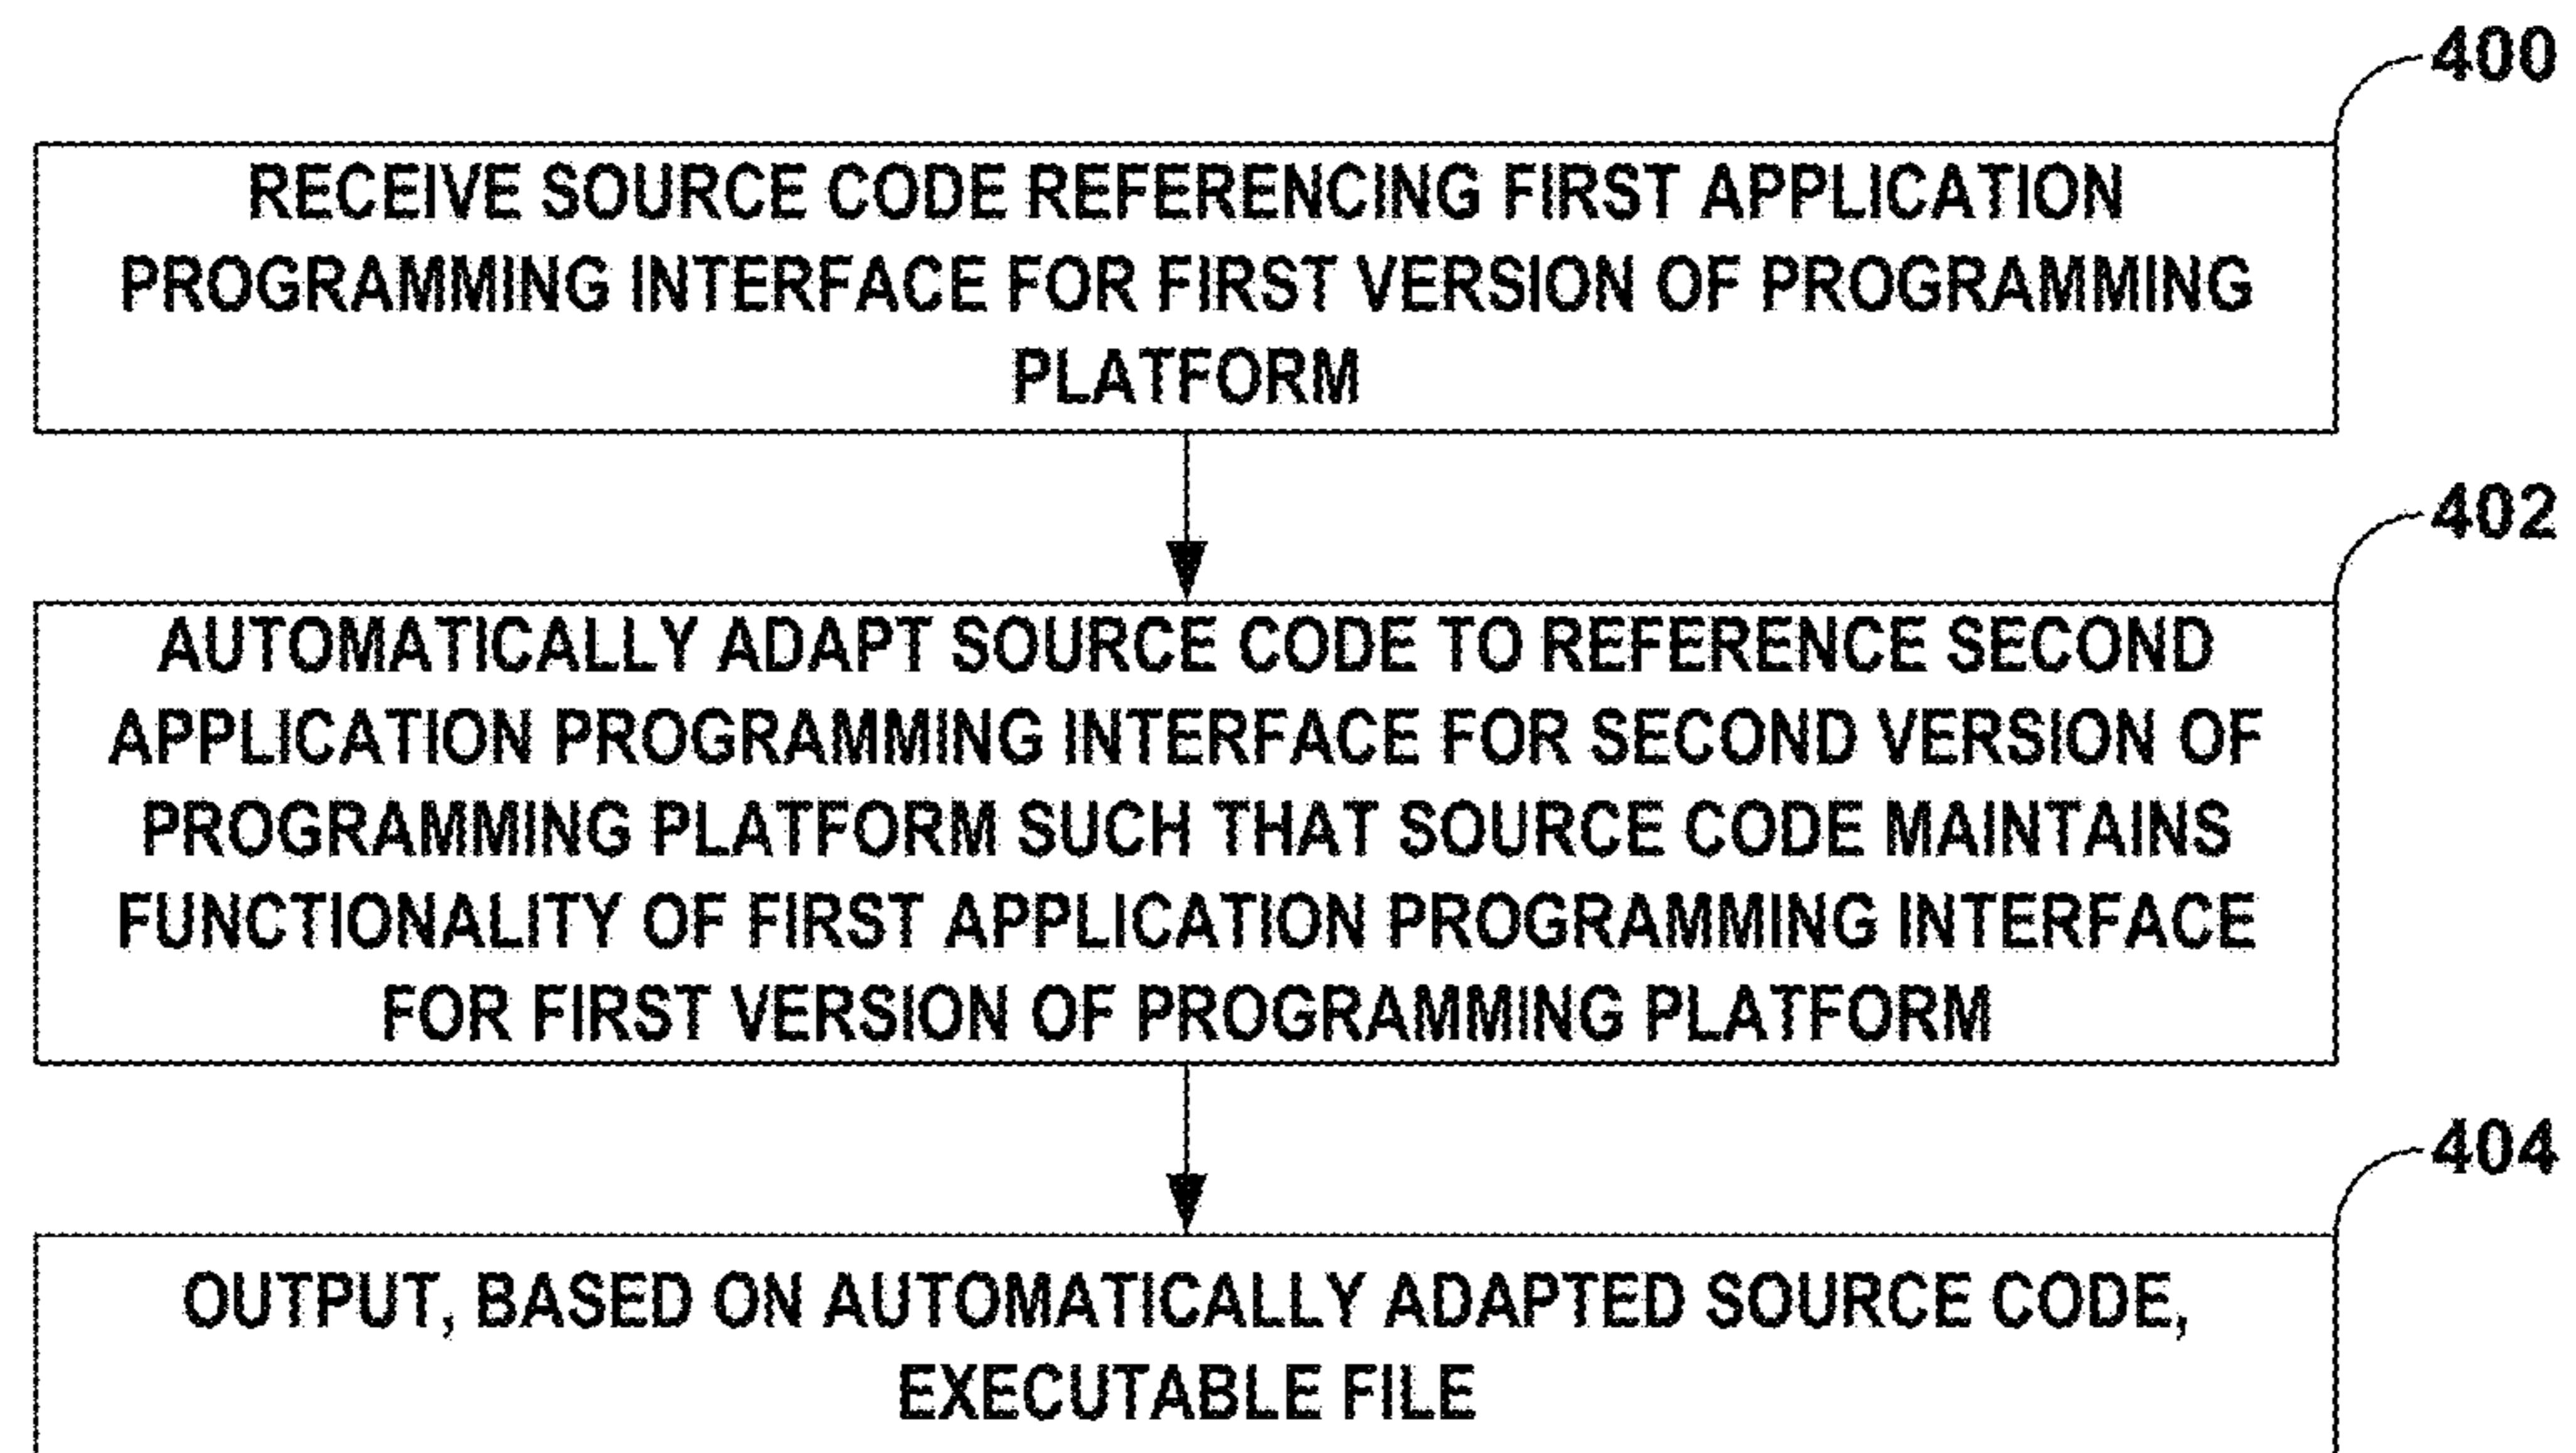 400
RECEIVE SOURCE CODE REFERENCING FIRST APPLICATION
PROGRAMMING INTERFACE FOR FIRST VERSION OF PROGRAMMING
PLATFORM
402
AUTOMATICALLY ADAPT SOURCE CODE TO REFERENCE SECOND
APPLICATION PROGRAMMING INTERFACE FOR SECOND VERSION OF
PROGRAMMING PLATFORM SUCH THAT SOURCE CODE MAINTAINS
FUNCTIONALITY OF FIRST APPLICATION PROGRAMMING INTERFACE
FOR FIRST VERSION OF PROGRAMMING PLATFORM
404
OUTPUT, BASED ON AUTOMATICALLY ADAPTED SOURCE CODE,
EXECUTABLE FILE